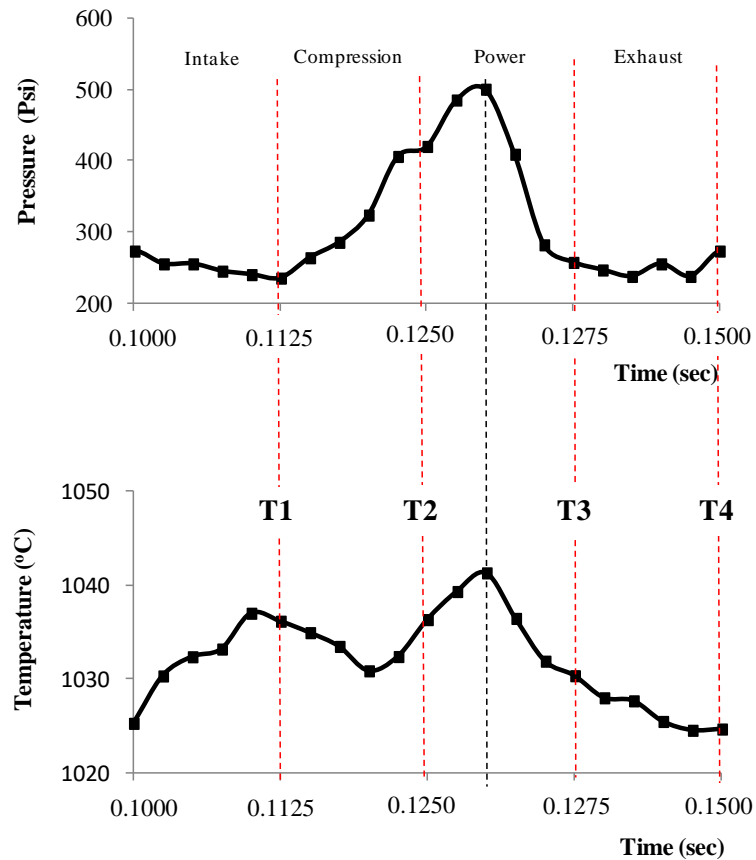 600
500
400
300
200
Pressure (Psi)
Intake
Compression
Power
Exhaust
0.1000
0.1125
0.1250
0.1275
0.1500
Time (sec)
1050
1040
1030
1020
Temperature (°C)
T1
T2
T3
T4
0.1000
0.1125
0.1250
0.1275
0.1500
Time (sec)